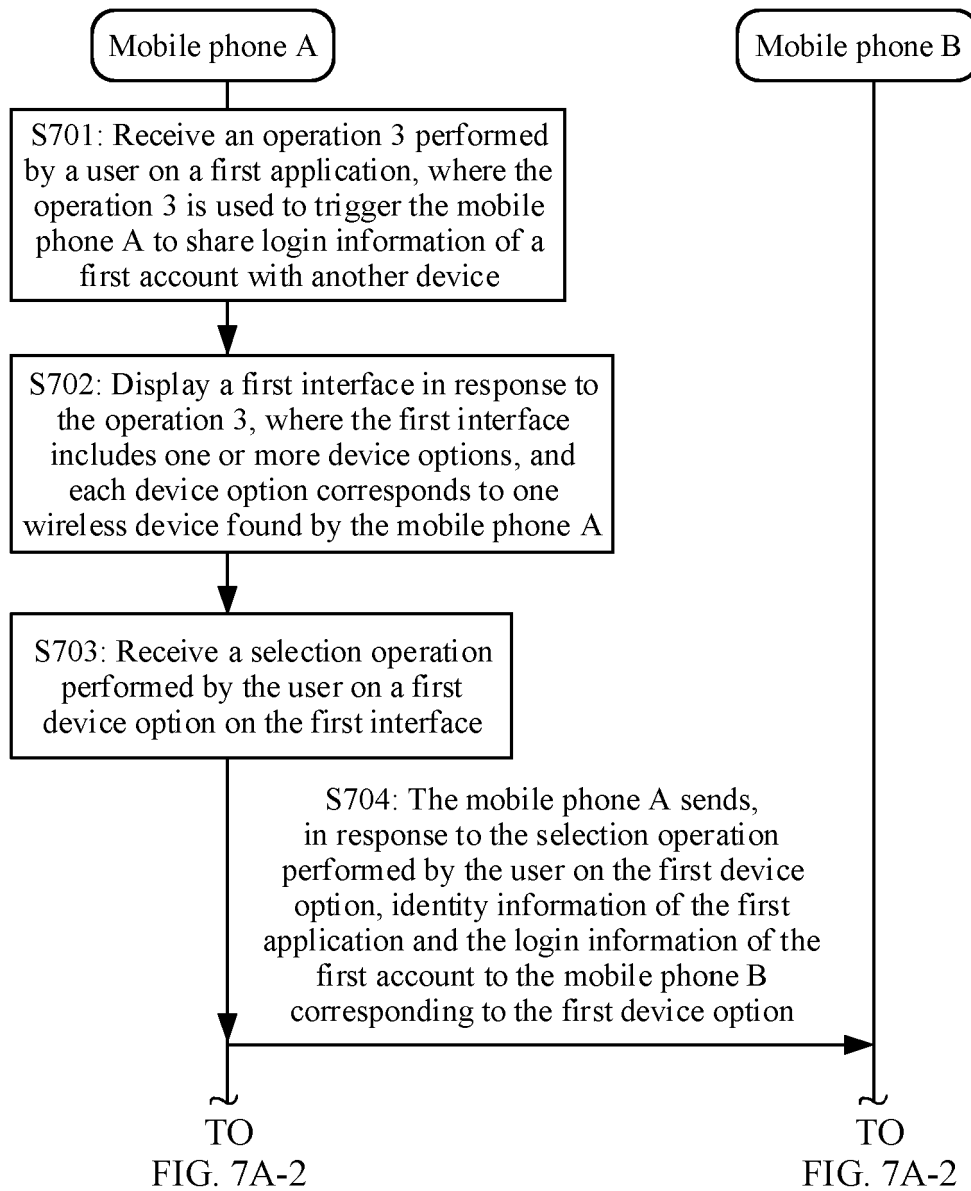 Mobile phone A
Mobile phone B
S701: Receive an operation 3 performed
by a user on a first application, where the
operation 3 is used to trigger the mobile
phone A to share login information of a
first account with another device
S702: Display a first interface in response to
the operation 3, where the first interface
includes one or more device options, and
each device option corresponds to one
wireless device found by the mobile phone A
S703: Receive a selection operation
performed by the user on a first
device option on the first interface
S704: The mobile phone A sends,
in response to the selection operation
performed by the user on the first device
option, identity information of the first
application and the login information of the
first account to the mobile phone B
corresponding to the first device option
TO
FIG. 7A-2
TO
FIG. 7A-2